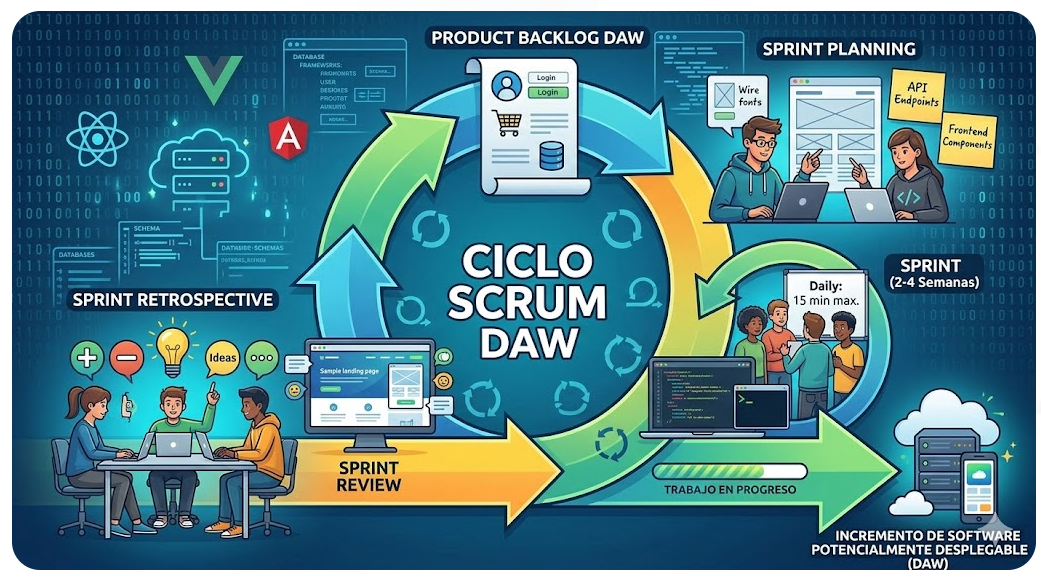 PRODUCT BACKLOG DAW
SPRINT PLANNING
DATABASE
USER
Login
Login
Wire
fonts
API
Endpoints
Frontend
Components
A
SCHEMA
DATABASES
SPRINT RETROSPECTIVE
Ideas
CICLO
SCRUM
DAW
SPRINT
(2-4 Semanas)
Daily:
15 min max.
Sample landing page
SPRINT
REVIEW
TRABAJO EN PROGRESO
INCREMENTO DE SOFTWARE
POTENCIALMENTE DESPLEGABLE
(DAW)